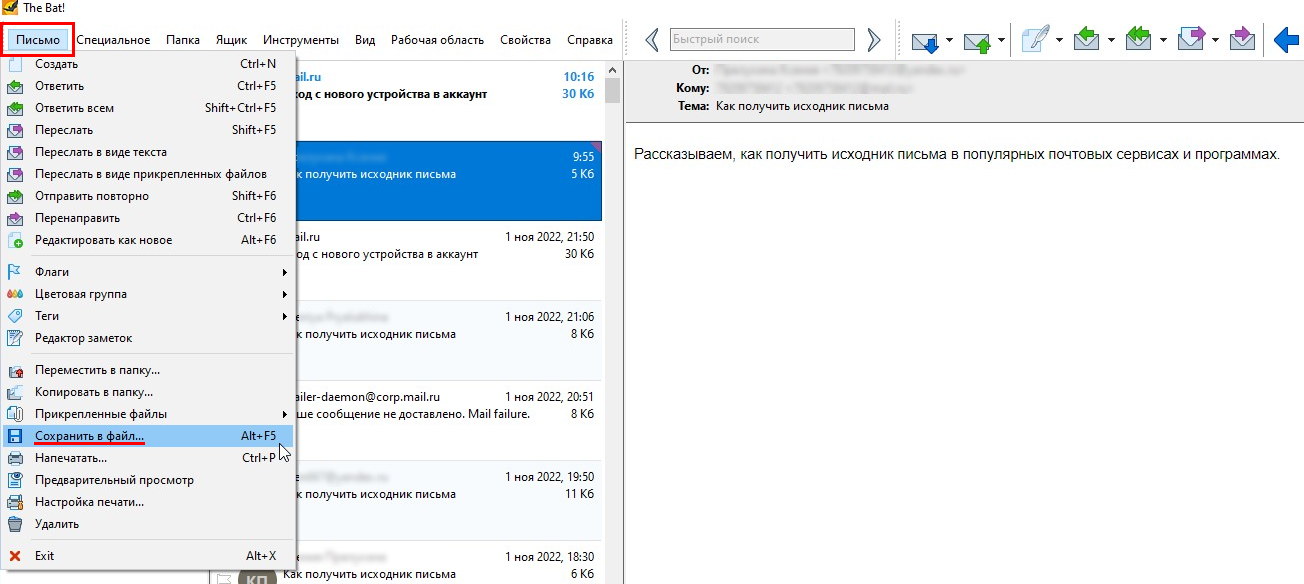 The Bat!
Письмо Специальное Папка Ящик Инструменты Вид Рабочая область Свойства Справка
Быстрый поиск
Создать Ctrl+N
Ответить Ctrl+F5
Ответить всем Shift+Ctrl+F5
Переслать Shift+F5
Переслать в виде текста
Переслать в виде прикрепленных файлов
Отправить повторно Shift+F6
Перенаправить Ctrl+F6
Редактировать как новое Alt+F6
Флаги
Цветовая группа
Теги
Редактор заметок
Переместить в папку...
Копировать в папку...
Прикрепленные файлы
Сохранить в файл... Alt+F5
Напечатать... Ctrl+P
Предварительный просмотр
Настройка печати...
Удалить
Exit Alt+X
ail.ru 10:16
од с нового устройства в аккаунт 30 Кб
9:55
к получить исходник письма 5 Кб
ail.ru 1 ноя 2022, 21:50
од с нового устройства в аккаунт 30 Кб
1 ноя 2022, 21:06
к получить исходник письма 8 Кб
ailer-daemon@corp.mail.ru 1 ноя 2022, 20:51
ше сообщение не доставлено. Mail failure. 8 Кб
1 ноя 2022, 19:50
к получить исходник письма 11 Кб
1 ноя 2022, 18:30
Как получить исходник письма 6 Кб
КП
От:
Кому:
Тема: Как получить исходник письма
Рассказываем, как получить исходник письма в популярных почтовых сервисах и программах.